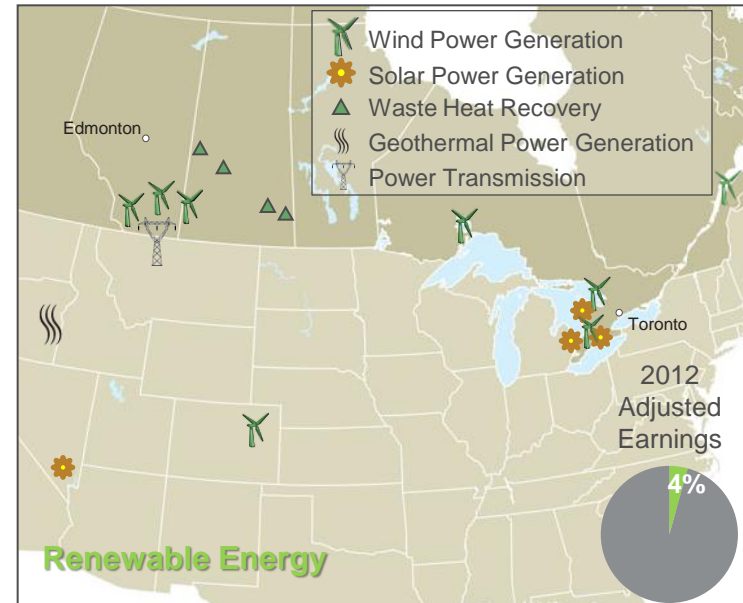 Wind Power Generation
Solar Power Generation
Waste Heat Recovery
Geothermal Power Generation
Power Transmission
Edmonton
Toronto
2012
Adjusted
Earnings
4%
Renewable Energy